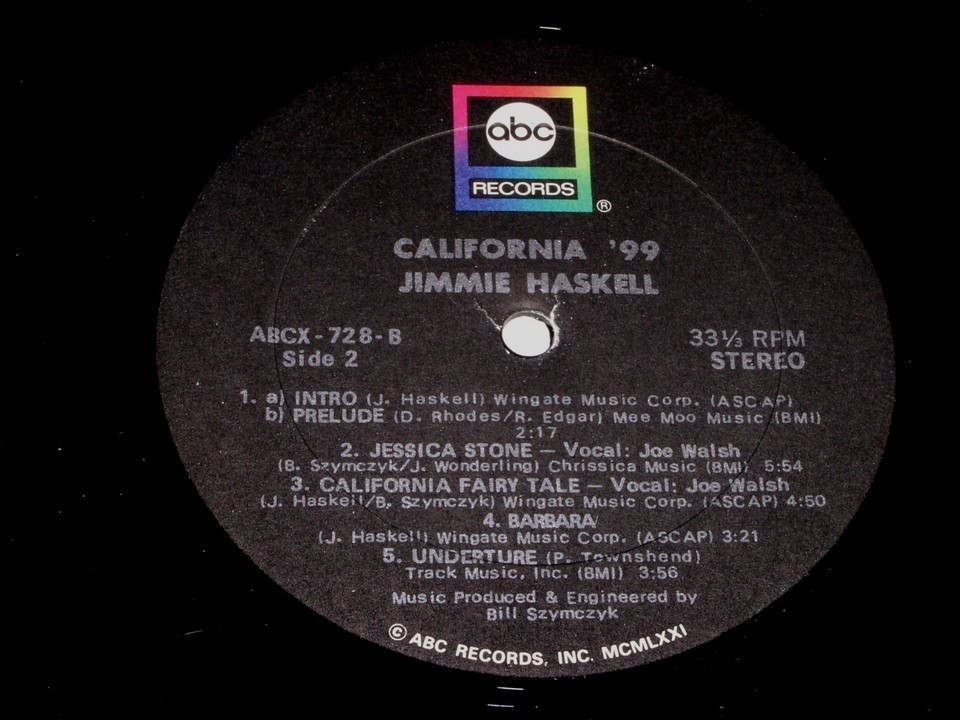 abc
RECORDS
®
CALIFORNIA '99
JIMMIE HASKELL
ABCX-728-B
Side 2
33⅓ RPM
STEREO
1. a) INTRO (J. Haskell) Wingate Music Corp. (ASCAP)
b) PRELUDE (D. Rhodes/R. Edgar) Mee Moo Music (BMI)
2:17
2. JESSICA STONE — Vocal: Joe Walsh
(B. Szymczyk/J. Wonderling) Chrissica Music (BMI) 5:54
3. CALIFORNIA FAIRY TALE — Vocal: Joe Walsh
(J. Haskell/B. Szymczyk) Wingate Music Corp. (ASCAP) 4:50
4. BARBARA
(J. Haskell) Wingate Music Corp. (ASCAP) 3:21
5. UNDERTURE (P. Townshend)
Track Music, Inc. (BMI) 3:56
Music Produced & Engineered by
Bill Szymczyk
© ABC RECORDS, INC. MCMLXXI